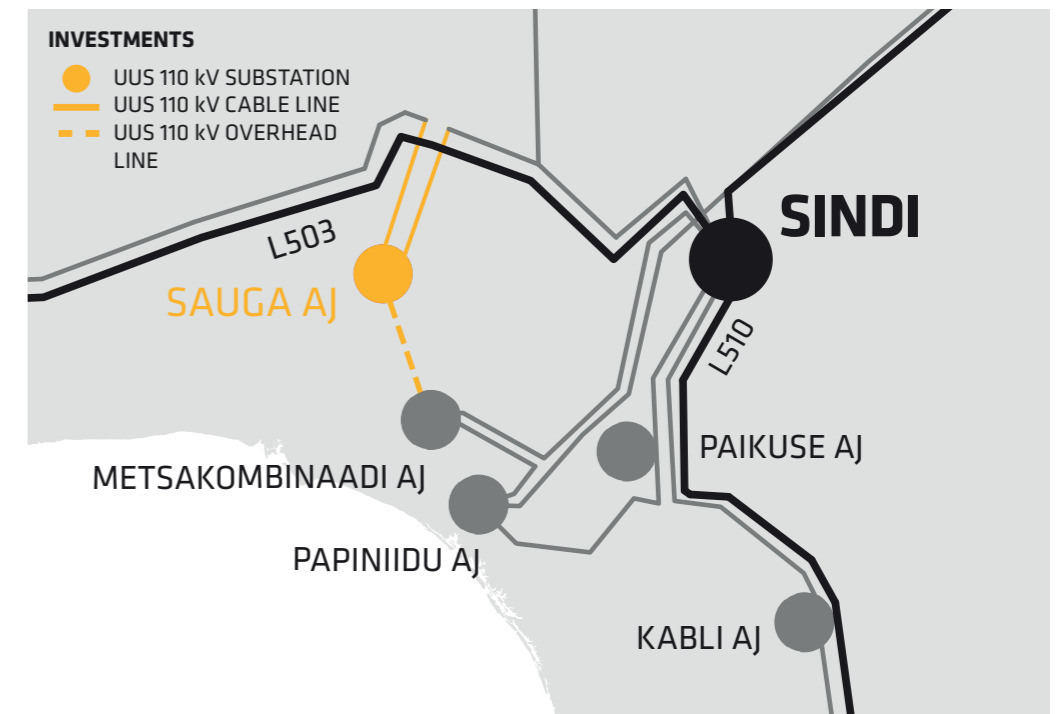 INVESTMENTS
UUS 110 kV SUBSTATION
UUS 110 kV CABLE LINE
UUS 110 kV OVERHEAD
LINE
SINDI
L503
SAUGA AJ
L510
PAIKUSE AJ
METSAKOMBINAADI AJ
PAPINIIDU AJ
KABLI AJ